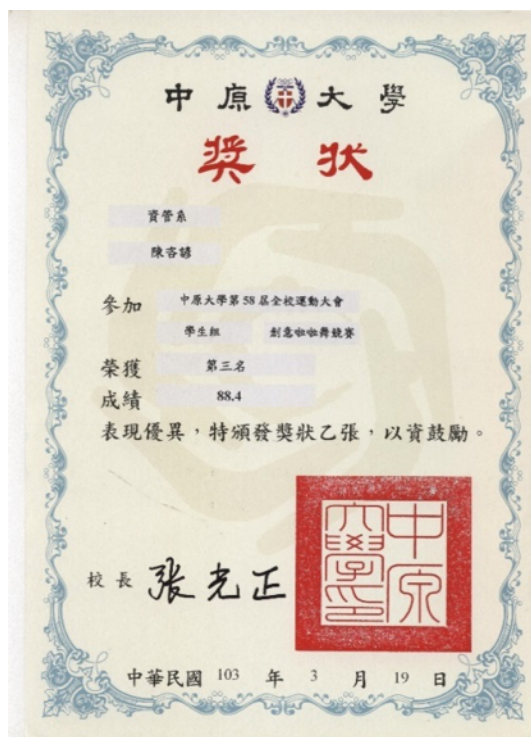 中原大學
獎狀
資管系
陳杏諺
參加 中原大學第58屆全校運動大會
學生組 創意啦啦舞競賽
榮獲 第三名
成績 88.4
表現優異，特頒發獎狀乙張，以資鼓勵。
校長 張光正
中原大學印
中華民國 103 年 3 月 19 日